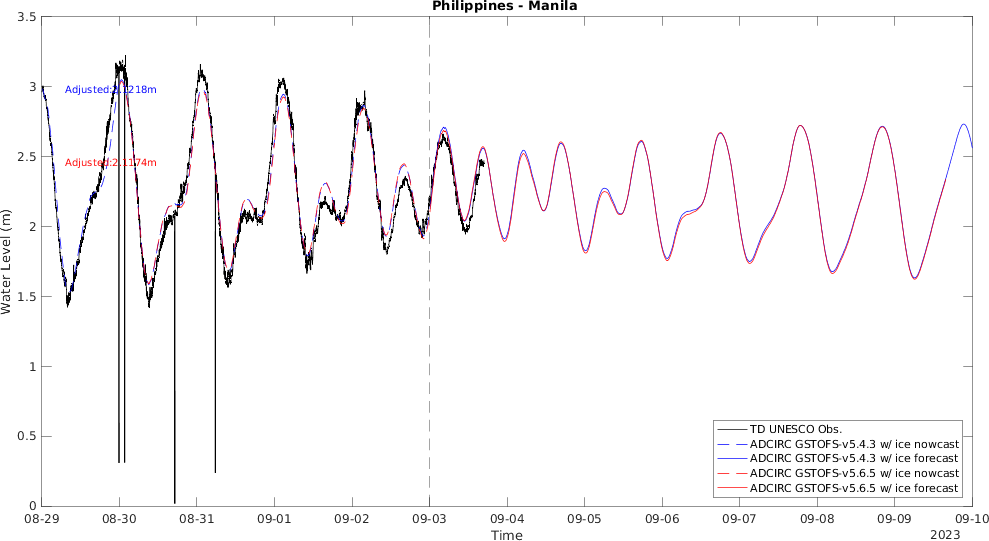 Philippines - Manila
3.5
3
2.5
2
1.5
1
0.5
0
Water Level (m)
Adjusted:2.1218m
Adjusted:2.1174m
TD UNESCO Obs.
ADCIRC GSTOFS-v5.4.3 w/ ice nowcast
ADCIRC GSTOFS-v5.4.3 w/ ice forecast
ADCIRC GSTOFS-v5.6.5 w/ ice nowcast
ADCIRC GSTOFS-v5.6.5 w/ ice forecast
08-29 08-30 08-31 09-01 09-02 09-03 09-04 09-05 09-06 09-07 09-08 09-09 09-10
Time
2023